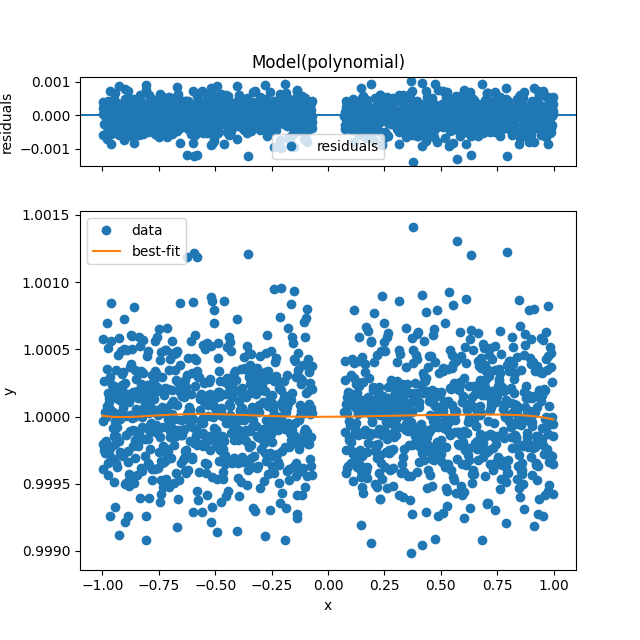 Model(polynomial)
0.001
0.000
−0.001
residuals
residuals
1.0015
1.0010
1.0005
1.0000
0.9995
0.9990
y
data
best-fit
−1.00 −0.75 −0.50 −0.25 0.00 0.25 0.50 0.75 1.00
x